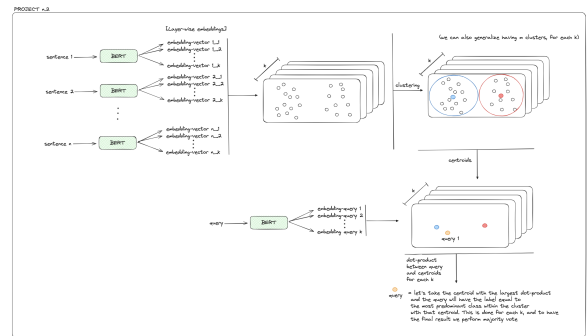 PROJECT n.2
[Layer-wise embeddings]
(we can also generalize having m clusters, for each k)
sentence 1
BERT
embedding-vector 1_1
embedding-vector 1_2
embedding-vector 1_k
sentence 2
BERT
embedding-vector 2_1
embedding-vector 2_2
embedding-vector 2_k
sentence n
BERT
embedding-vector n_1
embedding-vector n_2
embedding-vector n_k
k
clustering
k
centroids
query
BERT
embedding query 1
embedding query 2
embedding query k
k
query 1
dot-product
between query
and centroids
for each k
query
= let's take the centroid with the largest dot-product
and the query will have the label equal to
the most predominant class within the cluster
with that centroid. This is done for each k, and to have
the final result we perform majority vote